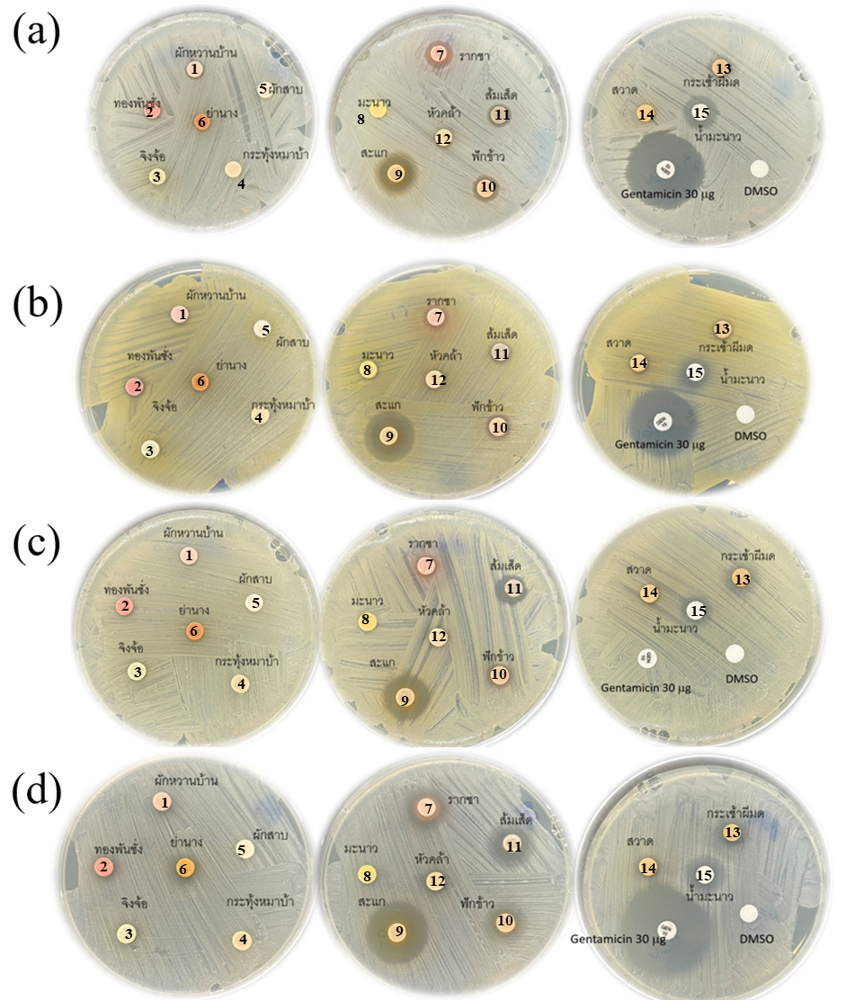 (a)
ผักหวานบ้าน
1
5 ผักสาบ
ทองพันชั่ง
2
ย่านาง
6
จิงจ้อ
3
กระทุ้งหมาบ้า
4
7 รากซา
มะนาว
8
หัวคล้า
12
ส้มเส็ด
11
สะแก
9
ฟักข้าว
10
13
กระเช้าผีมด
สวาด
14
15
น้ำมะนาว
Gentamicin 30 µg
DMSO
(b)
ผักหวานบ้าน
1
5
ผักสาบ
ทองพันชั่ง
2
ย่านาง
6
จิงจ้อ
3
กระทุ้งหมาบ้า
4
รากซา
7
มะนาว
8
หัวคล้า
12
ส้มเส็ด
11
สะแก
9
ฟักข้าว
10
13
กระเช้าผีมด
สวาด
14
15
น้ำมะนาว
GEN
10
Gentamicin 30 µg
DMSO
(c)
ผักหวานบ้าน
1
ผักสาบ
5
ทองพันชั่ง
2
ย่านาง
6
จิงจ้อ
3
กระทุ้งหมาบ้า
4
รากซา
7
มะนาว
8
หัวคล้า
12
ส้มเส็ด
11
สะแก
9
ฟักข้าว
10
กระเช้าผีมด
13
สวาด
14
15
น้ำมะนาว
GEN
10
Gentamicin 30 µg
DMSO
(d)
ผักหวานบ้าน
1
ผักสาบ
5
ทองพันชั่ง
2
ย่านาง
6
จิงจ้อ
3
กระทุ้งหมาบ้า
4
7
รากซา
มะนาว
8
หัวคล้า
12
ส้มเส็ด
11
สะแก
9
ฟักข้าว
10
กระเช้าผีมด
13
สวาด
14
15
น้ำมะนาว
GEN
10
Gentamicin 30 µg
DMSO